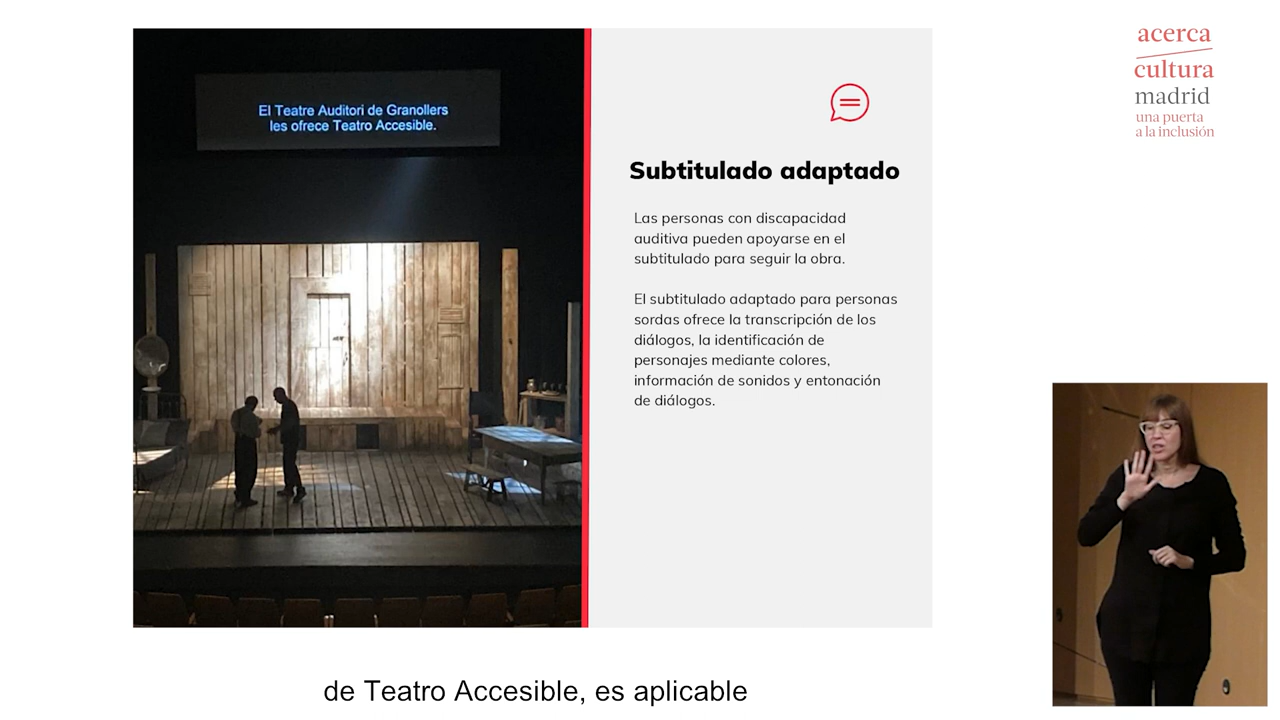 El Teatre Auditori de Granollers
les ofrece Teatro Accesible.
Subtitulado adaptado
Las personas con discapacidad
auditiva pueden apoyarse en el
subtitulado para seguir la obra.
El subtitulado adaptado para personas
sordas ofrece la transcripción de los
diálogos, la identificación de
personajes mediante colores,
información de sonidos y entonación
de diálogos.
acerca
cultura
madrid
una puerta
a la inclusión
de Teatro Accesible, es aplicable